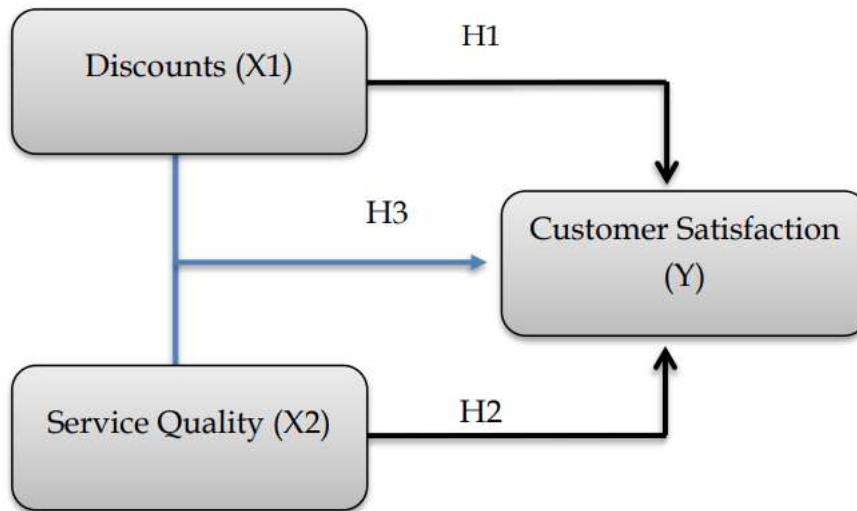 H1
Discounts (X1)
H3
Customer Satisfaction
(Y)
Service Quality (X2)
H2